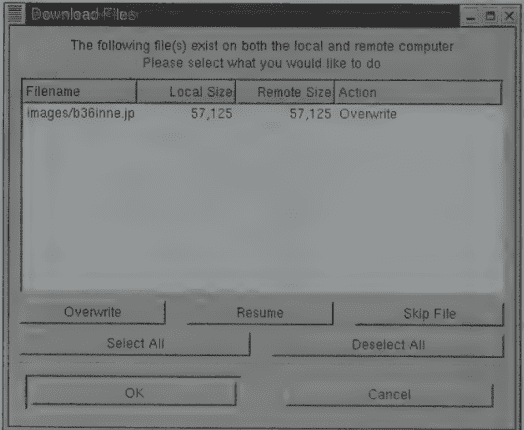 Download Files
The following file(s) exist on both the local and remote computer
Please select what you would like to do
Filename Local Size Remote Size Action
images/b36inne.jp 57,125 57,125 Overwrite
Overwrite Resume Skip File
Select All Deselect All
OK Cancel